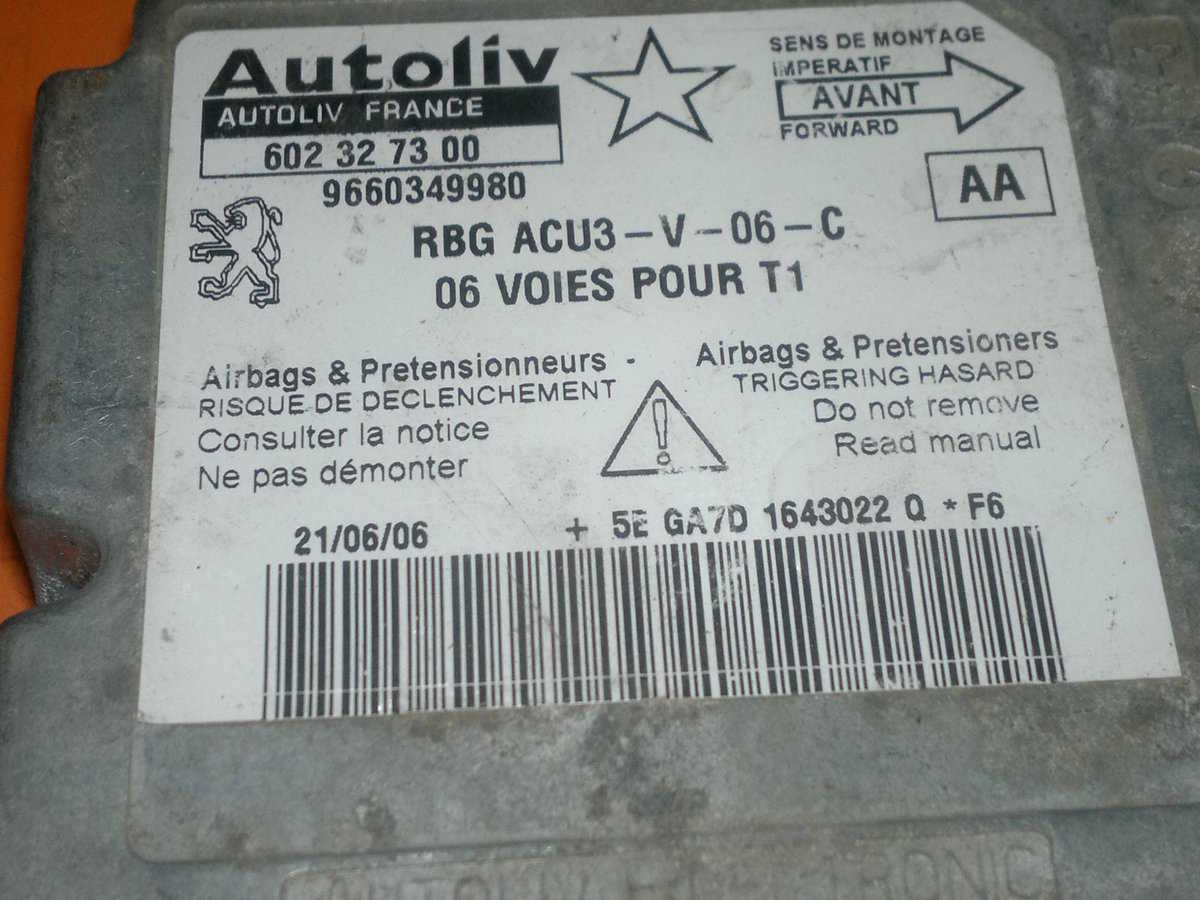 Autoliv
AUTOLIV FRANCE
602 32 73 00
9660349980
SENS DE MONTAGE
IMPERATIF
AVANT
FORWARD
AA
RBG ACU3-V-06-C
06 VOIES POUR T1
Airbags & Pretensionneurs -
RISQUE DE DECLENCHEMENT
Consulter la notice
Ne pas démonter
Airbags & Pretensioners
TRIGGERING HASARD
Do not remove
Read manual
21/06/06
+ 5E GA7D 1643022 Q * F6
AUTOLIV ELECTRONIC